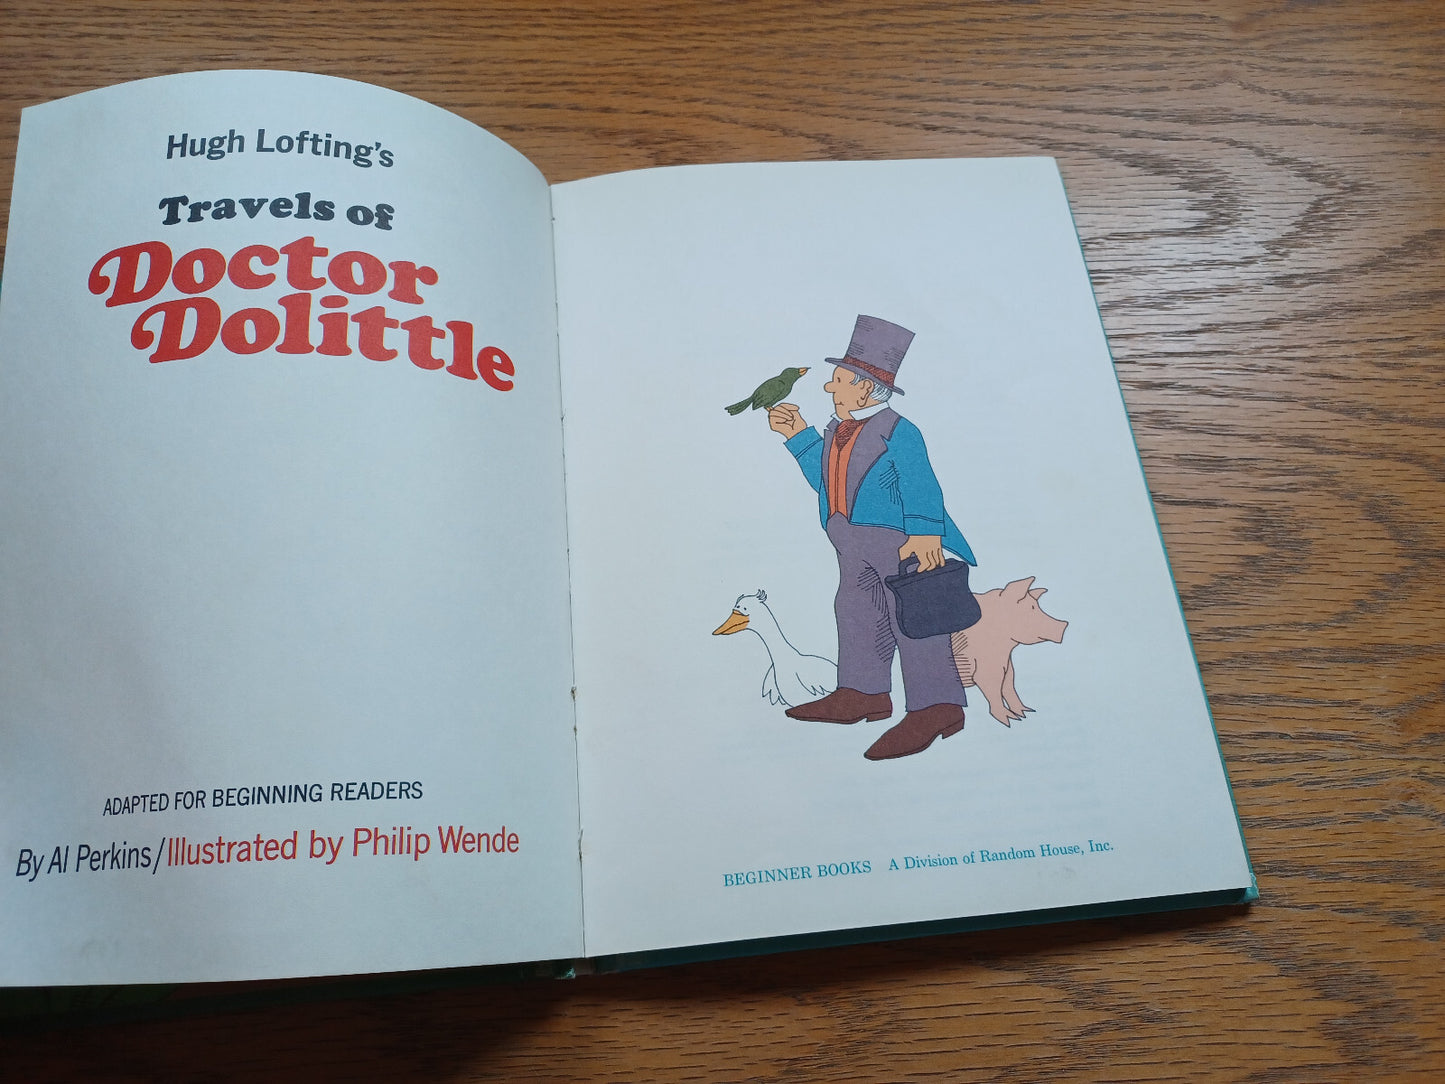 Hugh Lofting's
Travels of
Doctor
Dolittle
ADAPTED FOR BEGINNING READERS
By Al Perkins/Illustrated by Philip Wende
BEGINNER BOOKS A Division of Random House, Inc.